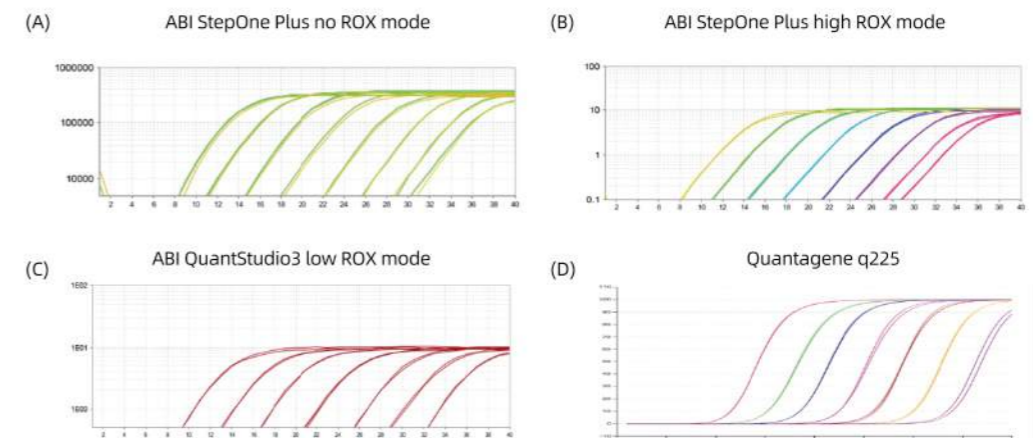 (A)
ABI StepOne Plus no ROX mode
1000000
100000
10000
2 4 6 8 10 12 14 16 18 20 22 24 26 28 30 32 34 36 38 40
(B)
ABI StepOne Plus high ROX mode
100
10
1
0.1
2 4 6 8 10 12 14 16 18 20 22 24 26 28 30 32 34 36 38 40
(C)
ABI QuantStudio3 low ROX mode
1E02
1E01
1E00
2 4 6 8 10 12 14 16 18 20 22 24 26 28 30 32 34 36 38 40
(D)
Quantagene q225